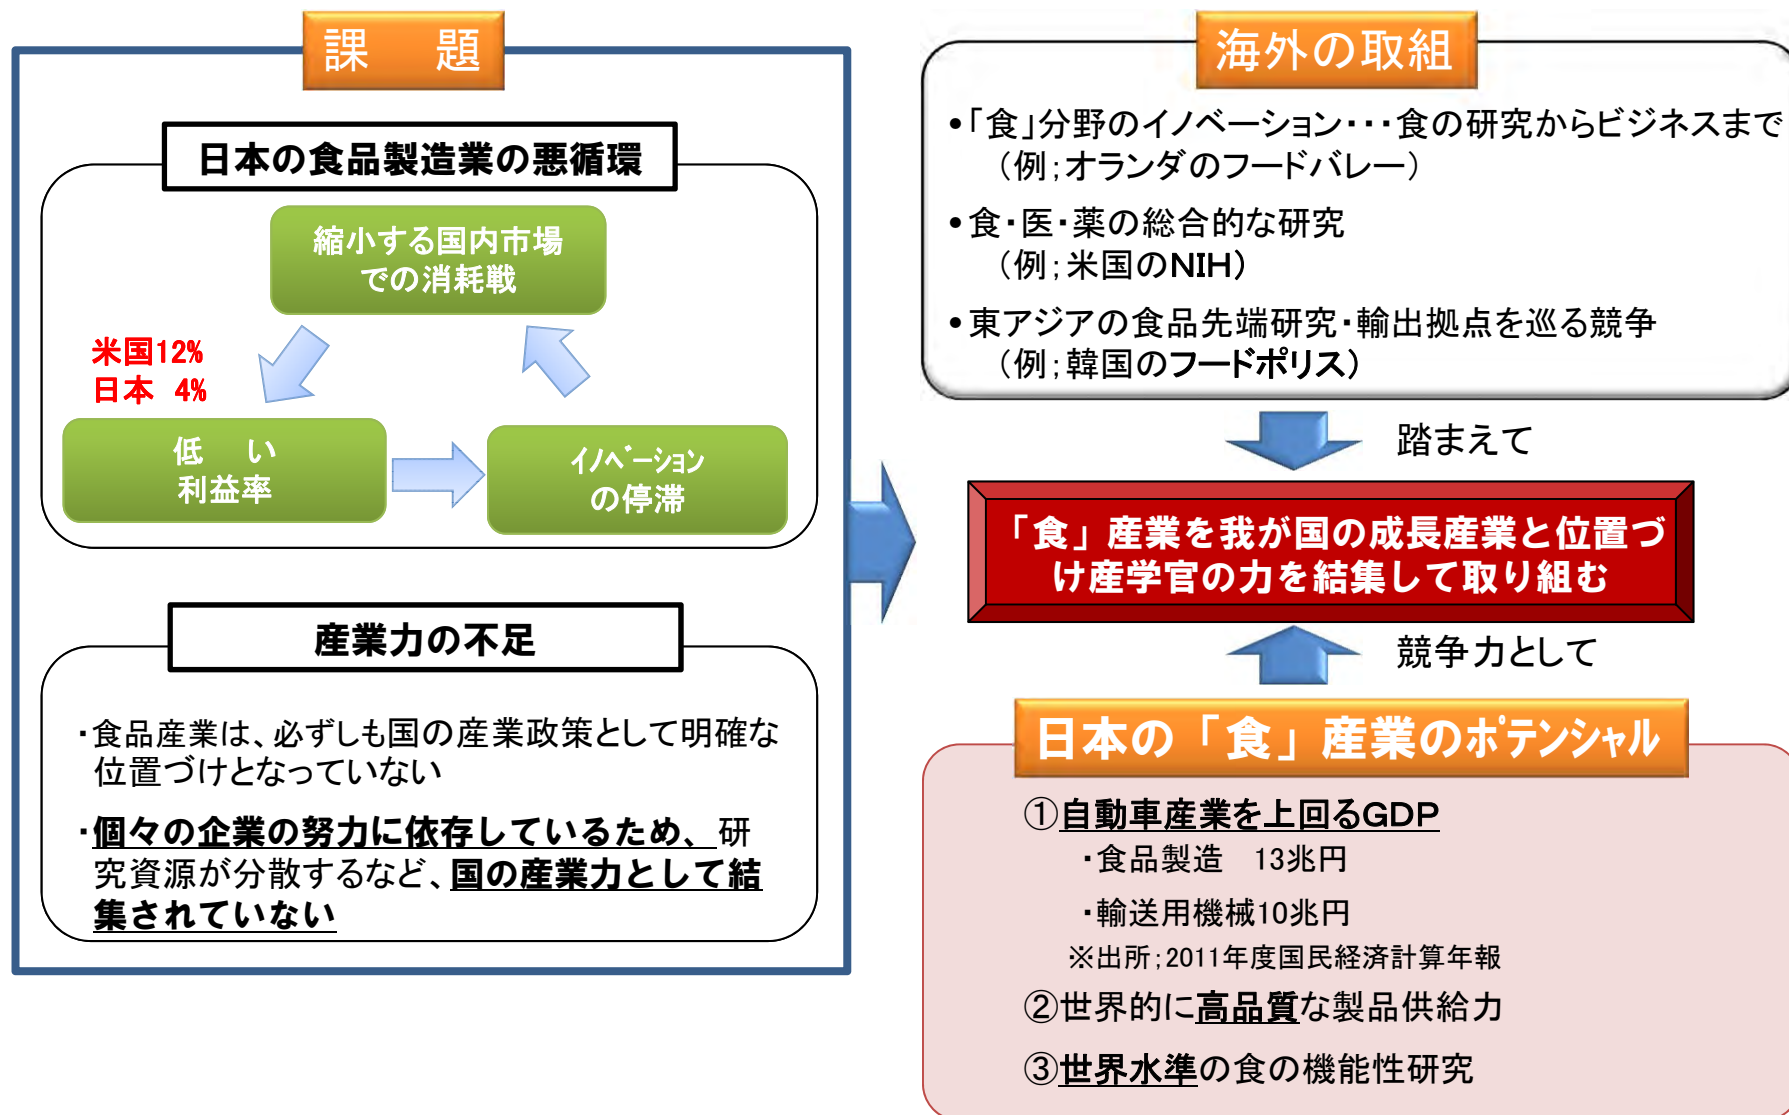 課　題
日本の食品製造業の悪循環
縮小する国内市場
での消耗戦
米国12%
日本 4%
低　い
利益率
ｲﾉﾍﾞｰｼｮﾝ
の停滞
産業力の不足
・食品産業は、必ずしも国の産業政策として明確な
位置づけとなっていない
・個々の企業の努力に依存しているため、研
究資源が分散するなど、国の産業力として結
集されていない
海外の取組
•「食」分野のイノベーション・・・食の研究からビジネスまで
（例；オランダのフードバレー）
•食・医・薬の総合的な研究
（例；米国のNIH）
•東アジアの食品先端研究・輸出拠点を巡る競争
（例；韓国のフードポリス）
踏まえて
「食」産業を我が国の成長産業と位置づ
け産学官の力を結集して取り組む
競争力として
日本の「食」産業のポテンシャル
①自動車産業を上回るGDP
・食品製造　13兆円
・輸送用機械10兆円
※出所；2011年度国民経済計算年報
②世界的に高品質な製品供給力
③世界水準の食の機能性研究